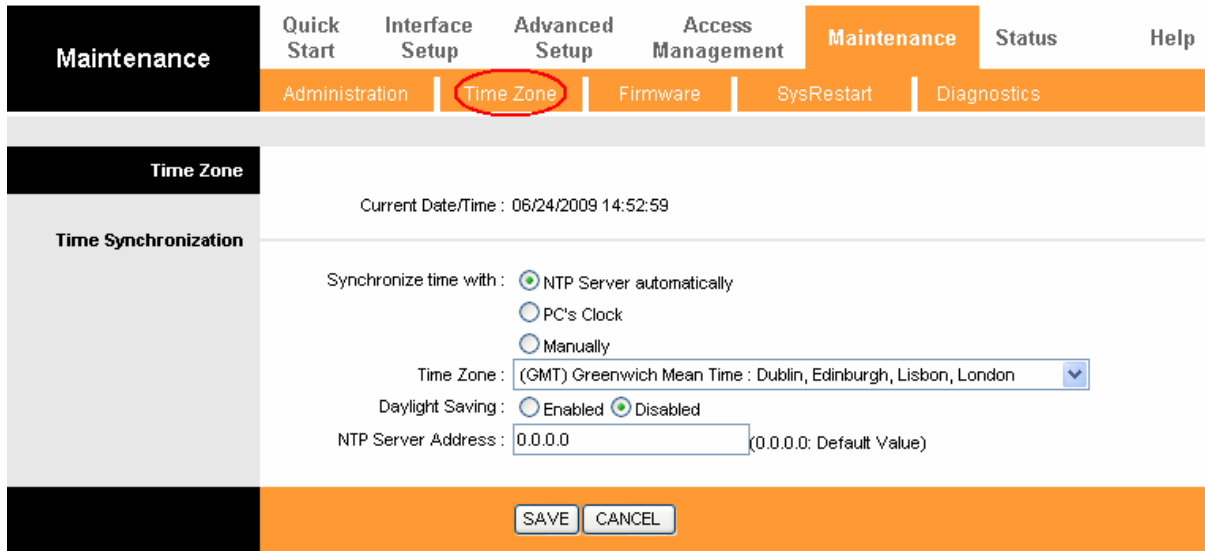 Maintenance
Quick Start
Interface Setup
Advanced Setup
Access Management
Maintenance
Status
Help
Administration
Time Zone
Firmware
SysRestart
Diagnostics
Time Zone
Current Date/Time : 06/24/2009 14:52:59
Time Synchronization
Synchronize time with : NTP Server automatically
PC's Clock
Manually
Time Zone : (GMT) Greenwich Mean Time : Dublin, Edinburgh, Lisbon, London
Daylight Saving : Enabled Disabled
NTP Server Address : 0.0.0.0 (0.0.0.0: Default Value)
SAVE CANCEL